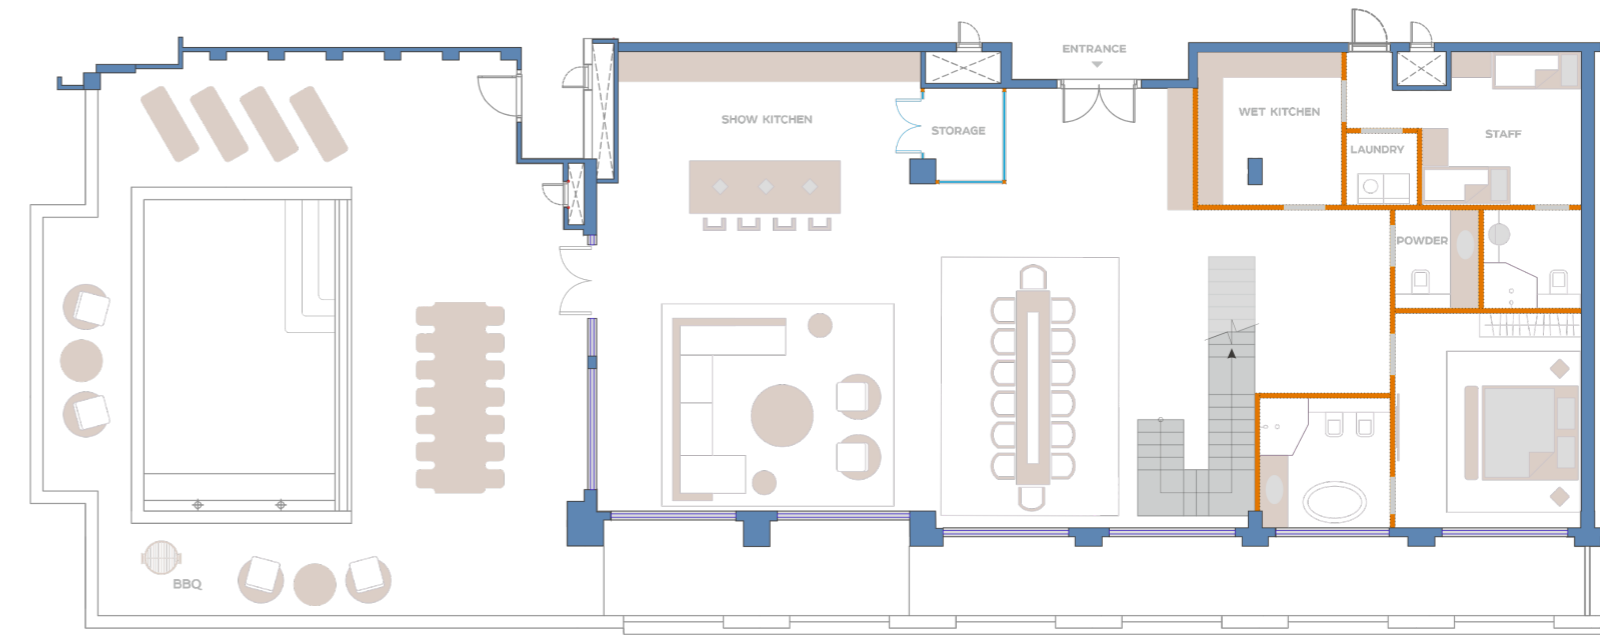 ENTRANCE
SHOW KITCHEN
STORAGE
WET KITCHEN
LAUNDRY
STAFF
POWDER
BBQ